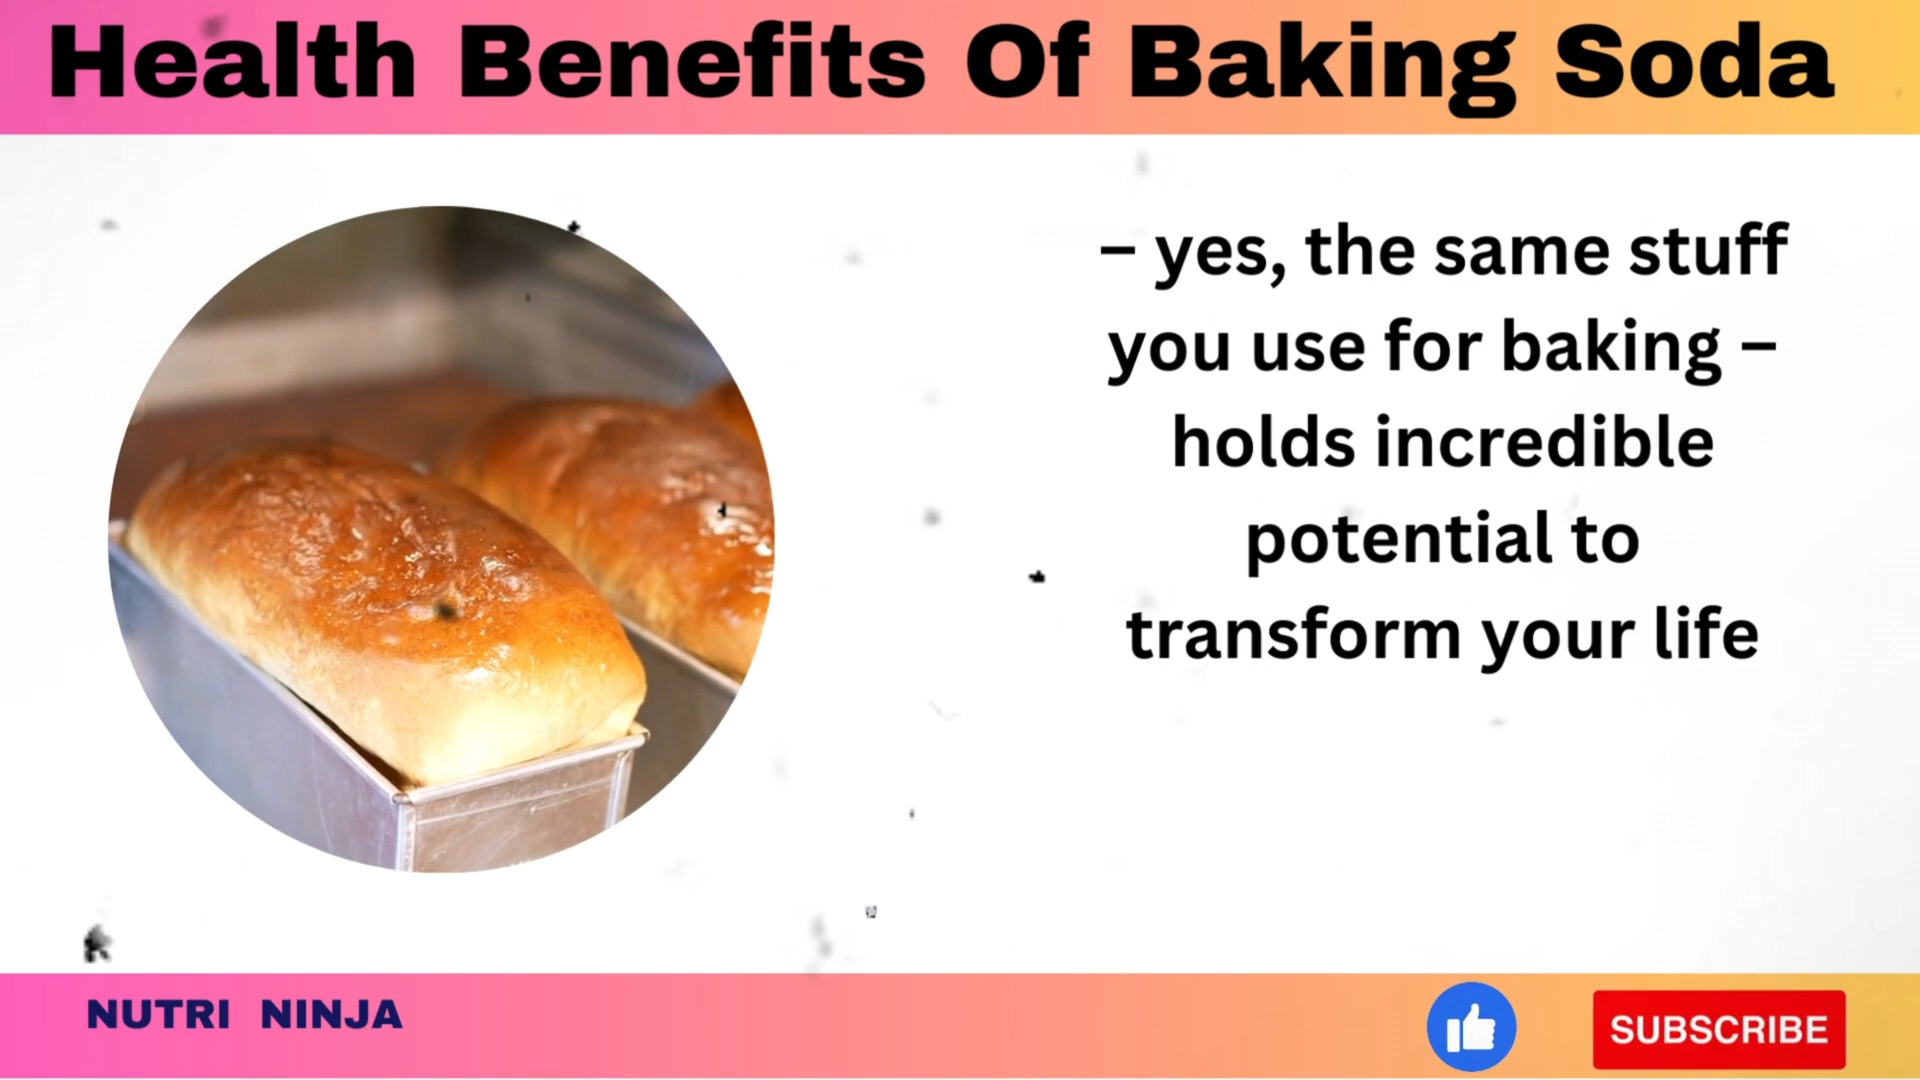 Health Benefits Of Baking Soda
– yes, the same stuff
you use for baking –
holds incredible
potential to
transform your life
NUTRI NINJA
SUBSCRIBE